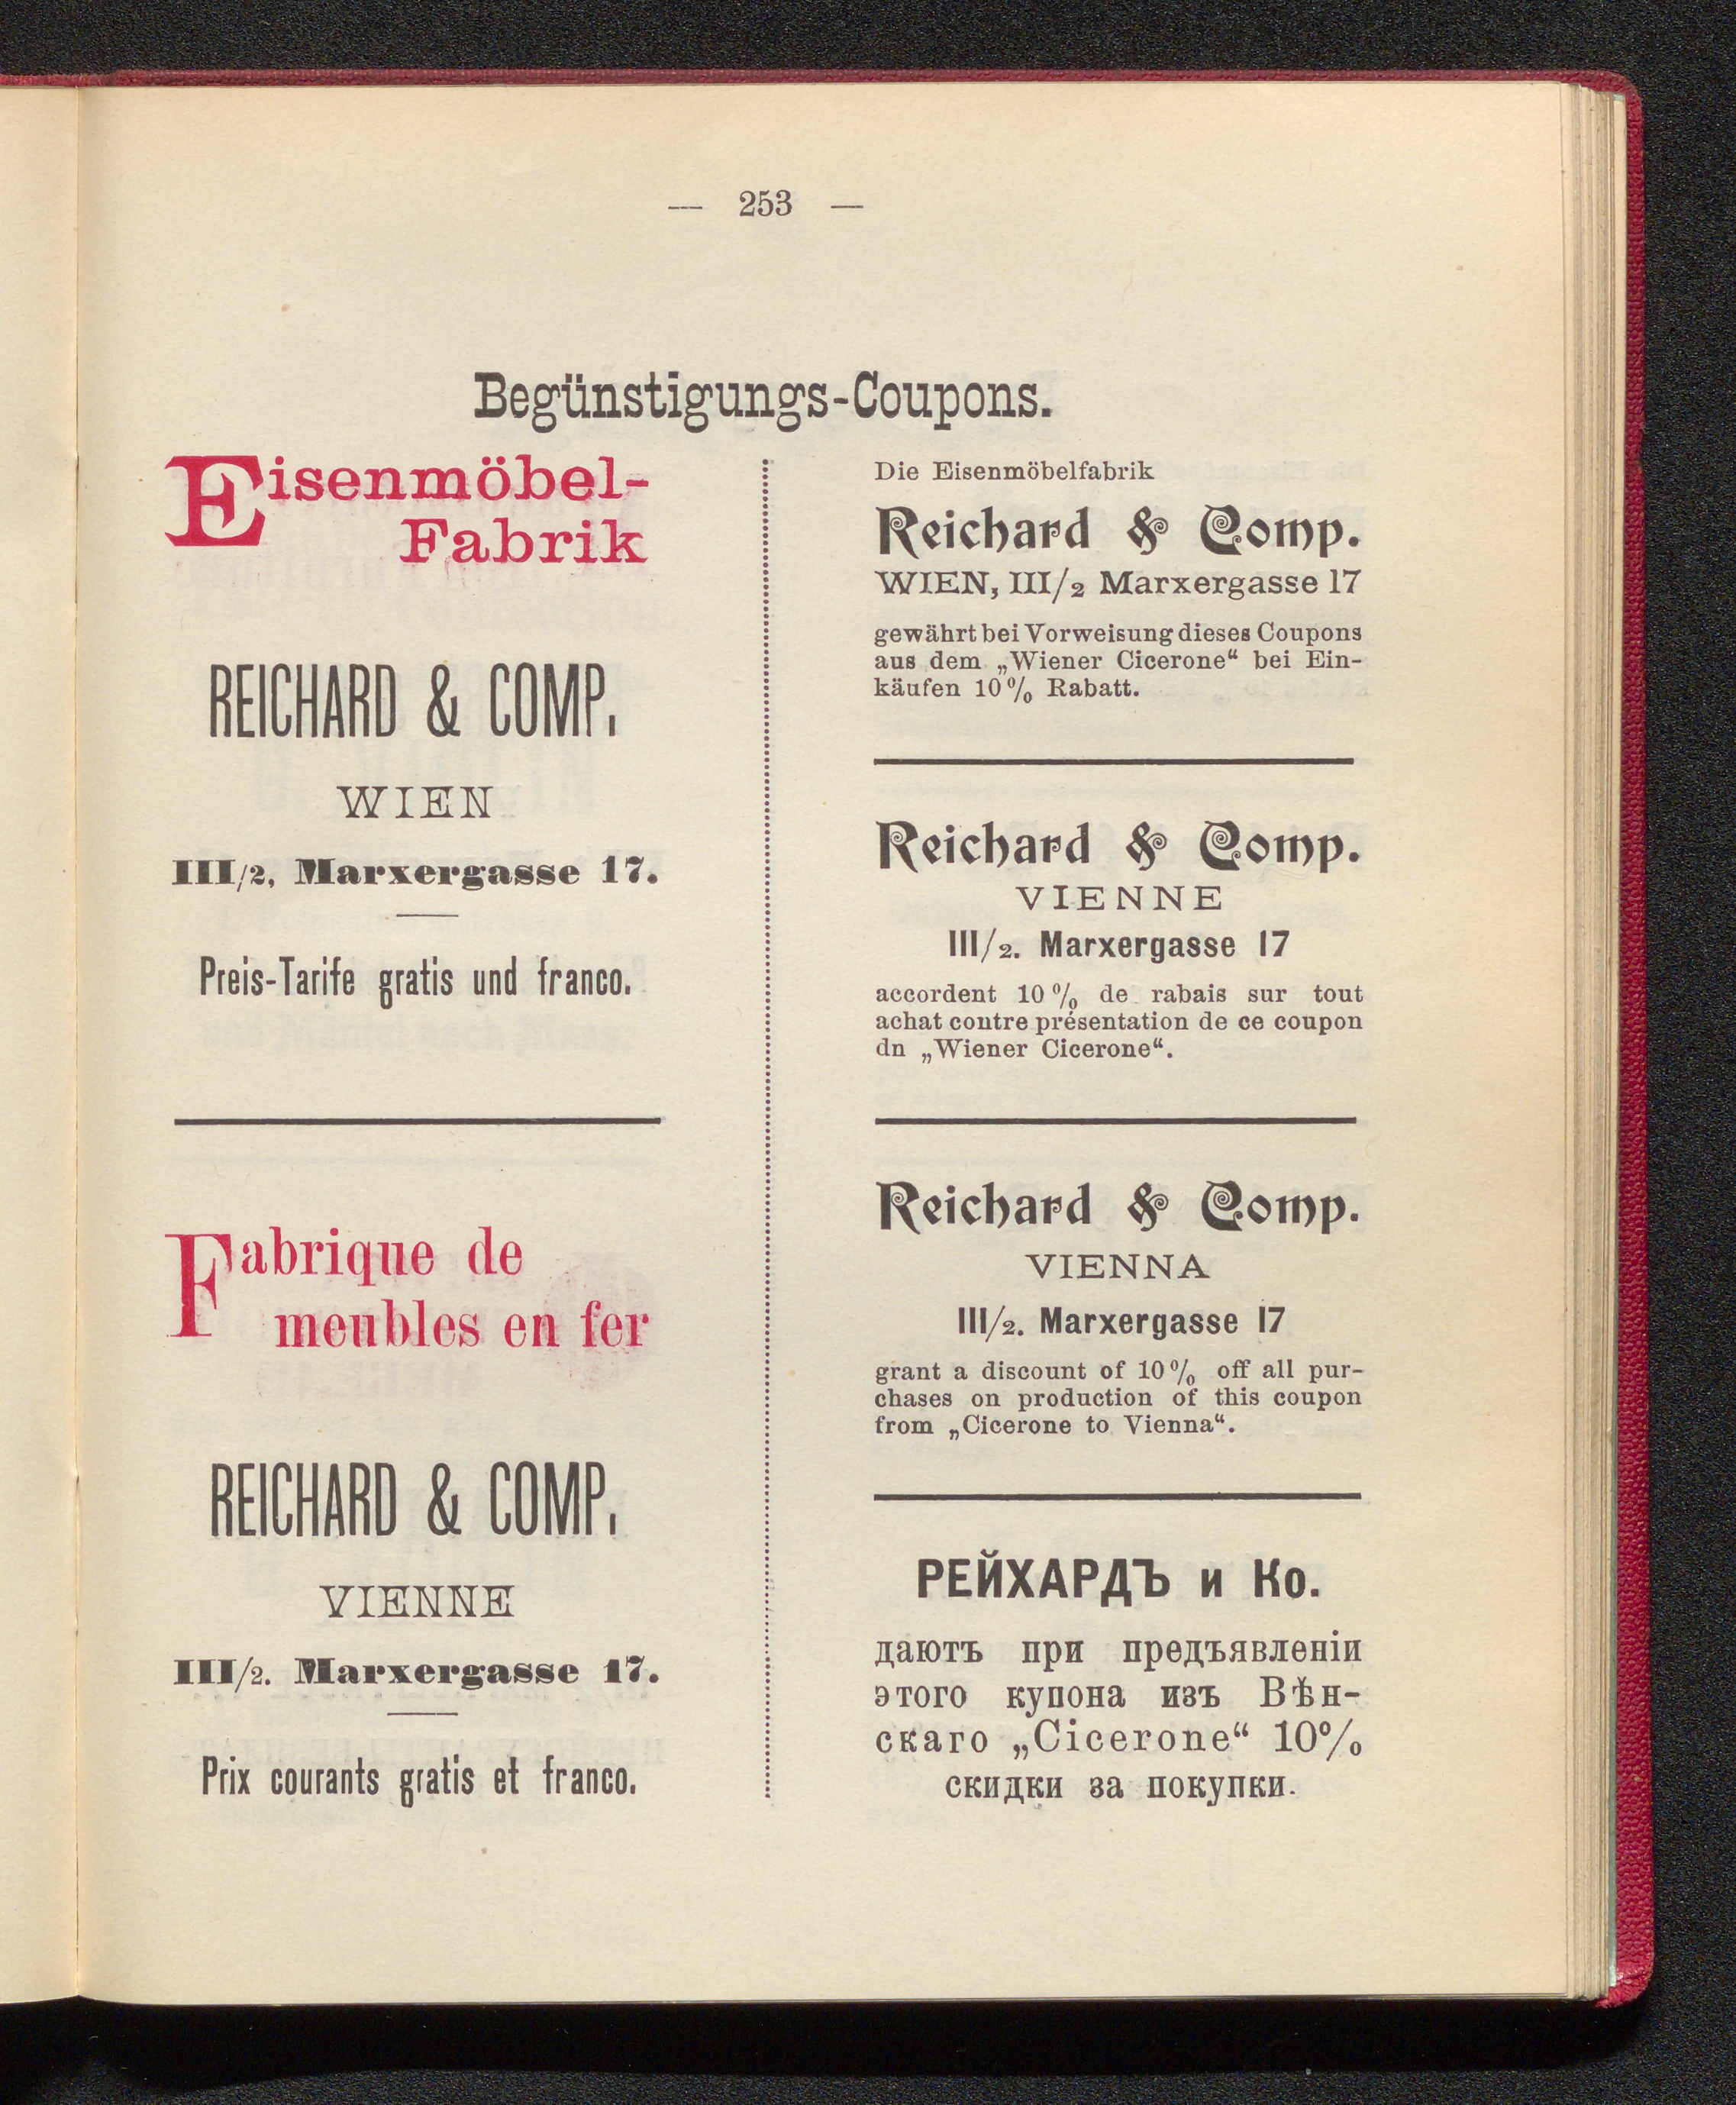 — 253 —
Begünstigungs-Coupons.
Eisenmöbel-
Fabrik
REICHARD & COMP.
WIEN
III/2, Marxergasse 17.
Preis-Tarife gratis und franco.
Fabrique de
meubles en fer
REICHARD & COMP.
VIENNE
III/2. Marxergasse 17.
Prix courants gratis et franco.
Die Eisenmöbelfabrik
Reichard & Comp.
WIEN, III/2 Marxergasse 17
gewährt bei Vorweisung dieses Coupons
aus dem „Wiener Cicerone“ bei Ein-
käufen 10% Rabatt.
Reichard & Comp.
VIENNE
III/2. Marxergasse 17
accordent 10% de rabais sur tout
achat contre présentation de ce coupon
dn „Wiener Cicerone“.
Reichard & Comp.
VIENNA
III/2. Marxergasse 17
grant a discount of 10% off all pur-
chases on production of this coupon
from „Cicerone to Vienna“.
РЕЙХАРДЪ и Ко.
даютъ при предъявленіи
этого купона изъ Вѣн-
скаго „Cicerone“ 10%
скидки за покупки.